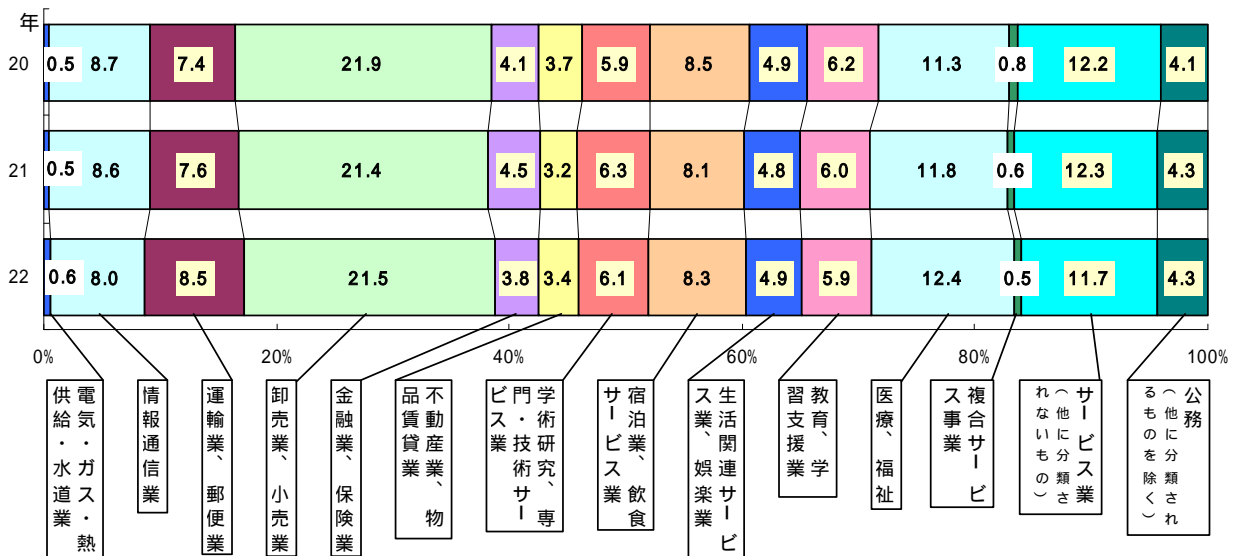 年
20 0.5 8.7 7.4 21.9 4.1 3.7 5.9 8.5 4.9 6.2 11.3 0.8 12.2 4.1
21 0.5 8.6 7.6 21.4 4.5 3.2 6.3 8.1 4.8 6.0 11.8 0.6 12.3 4.3
22 0.6 8.0 8.5 21.5 3.8 3.4 6.1 8.3 4.9 5.9 12.4 0.5 11.7 4.3
0% 20% 40% 60% 80% 100%
電気・ガス・熱
供給・水道業
情報通信業
運輸業、郵便業
卸売業、小売業
金融業、保険業
不動産業、物
品賃貸業
学術研究、専
門・技術サー
ビス業
宿泊業、飲食
サービス業
生活関連サービ
ス業、娯楽業
教育、学
習支援業
医療、福祉
複合サービ
ス事業
サービス業
（他に分類さ
れないもの）
公務
（他に分類され
るものを除く）